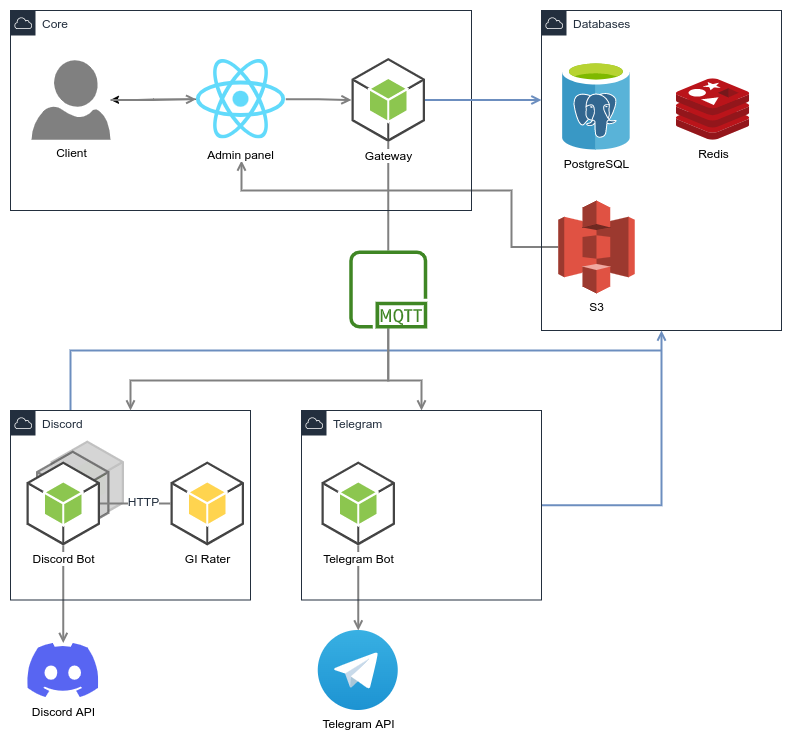 Core
Databases
Client
Admin panel
Gateway
PostgreSQL
Redis
S3
MQTT
Discord
Telegram
HTTP
Discord Bot
GI Rater
Telegram Bot
Discord API
Telegram API